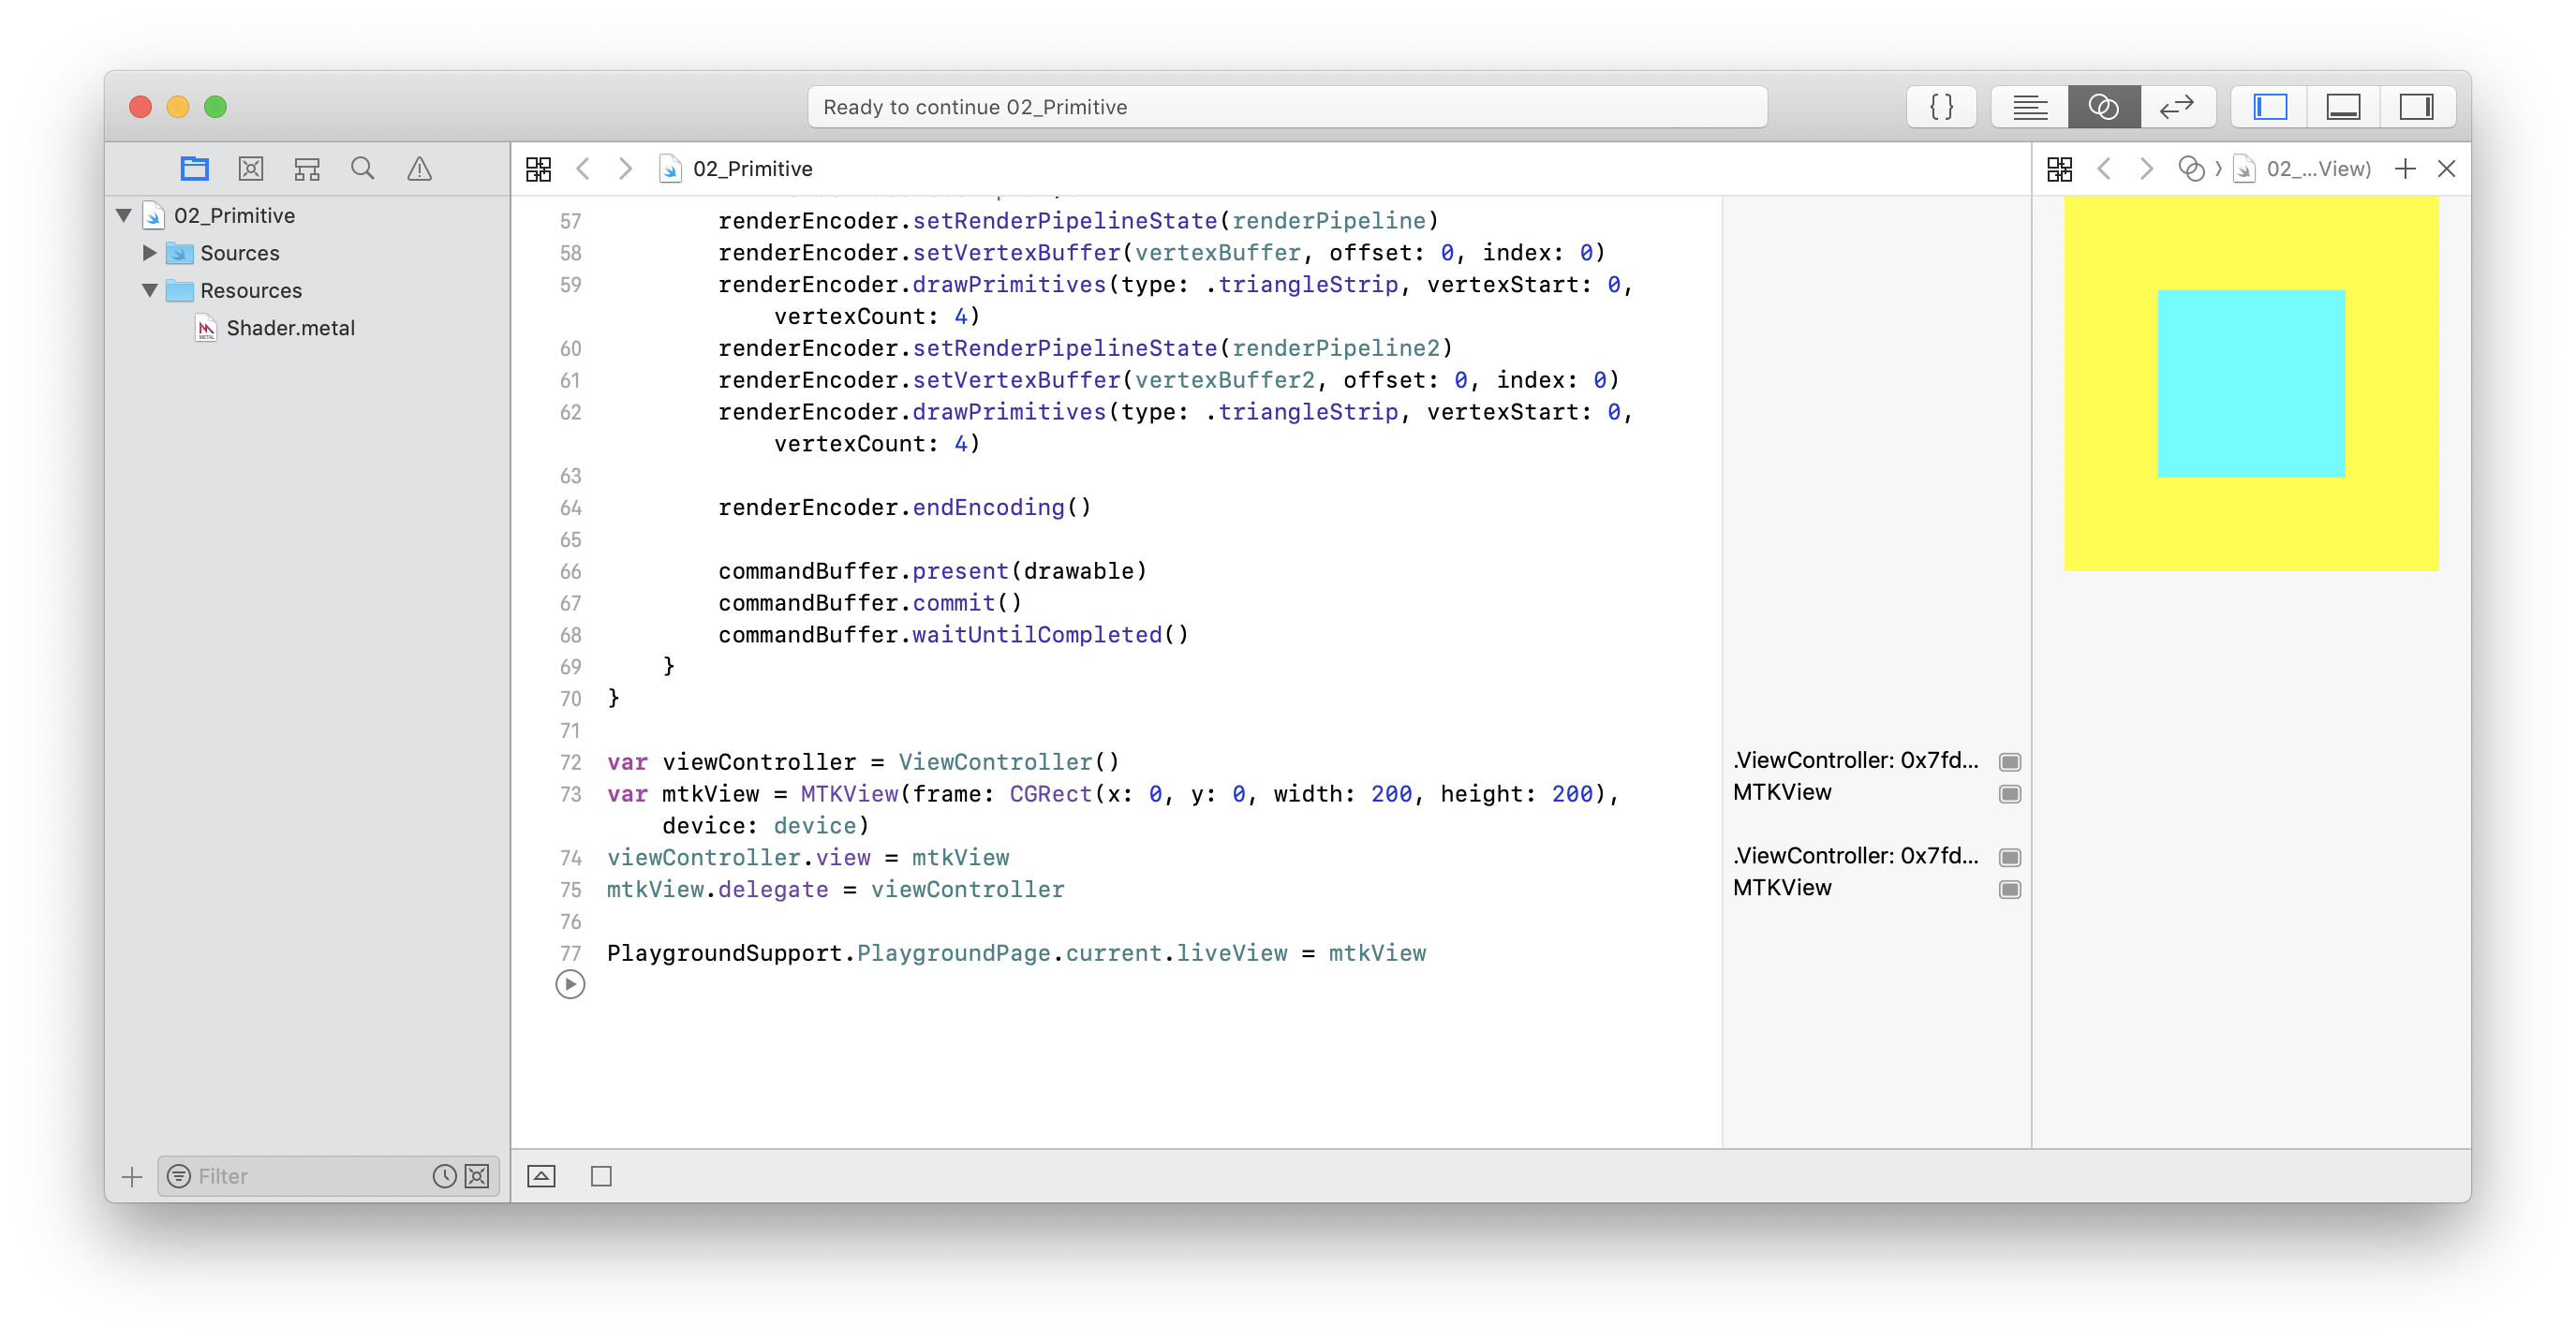 Ready to continue 02_Primitive
{ }
02_Primitive
02_...View)
02_Primitive
Sources
Resources
METAL
Shader.metal
57 renderEncoder.setRenderPipelineState(renderPipeline)
58 renderEncoder.setVertexBuffer(vertexBuffer, offset: 0, index: 0)
59 renderEncoder.drawPrimitives(type: .triangleStrip, vertexStart: 0,
vertexCount: 4)
60 renderEncoder.setRenderPipelineState(renderPipeline2)
61 renderEncoder.setVertexBuffer(vertexBuffer2, offset: 0, index: 0)
62 renderEncoder.drawPrimitives(type: .triangleStrip, vertexStart: 0,
vertexCount: 4)
63
64 renderEncoder.endEncoding()
65
66 commandBuffer.present(drawable)
67 commandBuffer.commit()
68 commandBuffer.waitUntilCompleted()
69 }
70 }
71
72 var viewController = ViewController()
.ViewController: 0x7fd...
73 var mtkView = MTKView(frame: CGRect(x: 0, y: 0, width: 200, height: 200),
MTKView
device: device)
74 viewController.view = mtkView
.ViewController: 0x7fd...
75 mtkView.delegate = viewController
MTKView
76
77 PlaygroundSupport.PlaygroundPage.current.liveView = mtkView
Filter